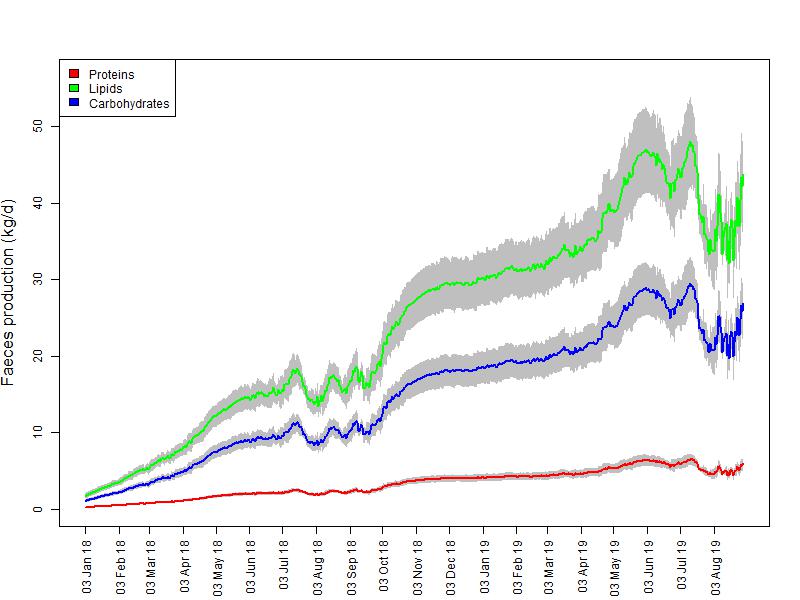 Proteins
Lipids
Carbohydrates
Faeces production (kg/d)
50
40
30
20
10
0
03 Jan 18
03 Feb 18
03 Mar 18
03 Apr 18
03 May 18
03 Jun 18
03 Jul 18
03 Aug 18
03 Sep 18
03 Oct 18
03 Nov 18
03 Dec 18
03 Jan 19
03 Feb 19
03 Mar 19
03 Apr 19
03 May 19
03 Jun 19
03 Jul 19
03 Aug 19